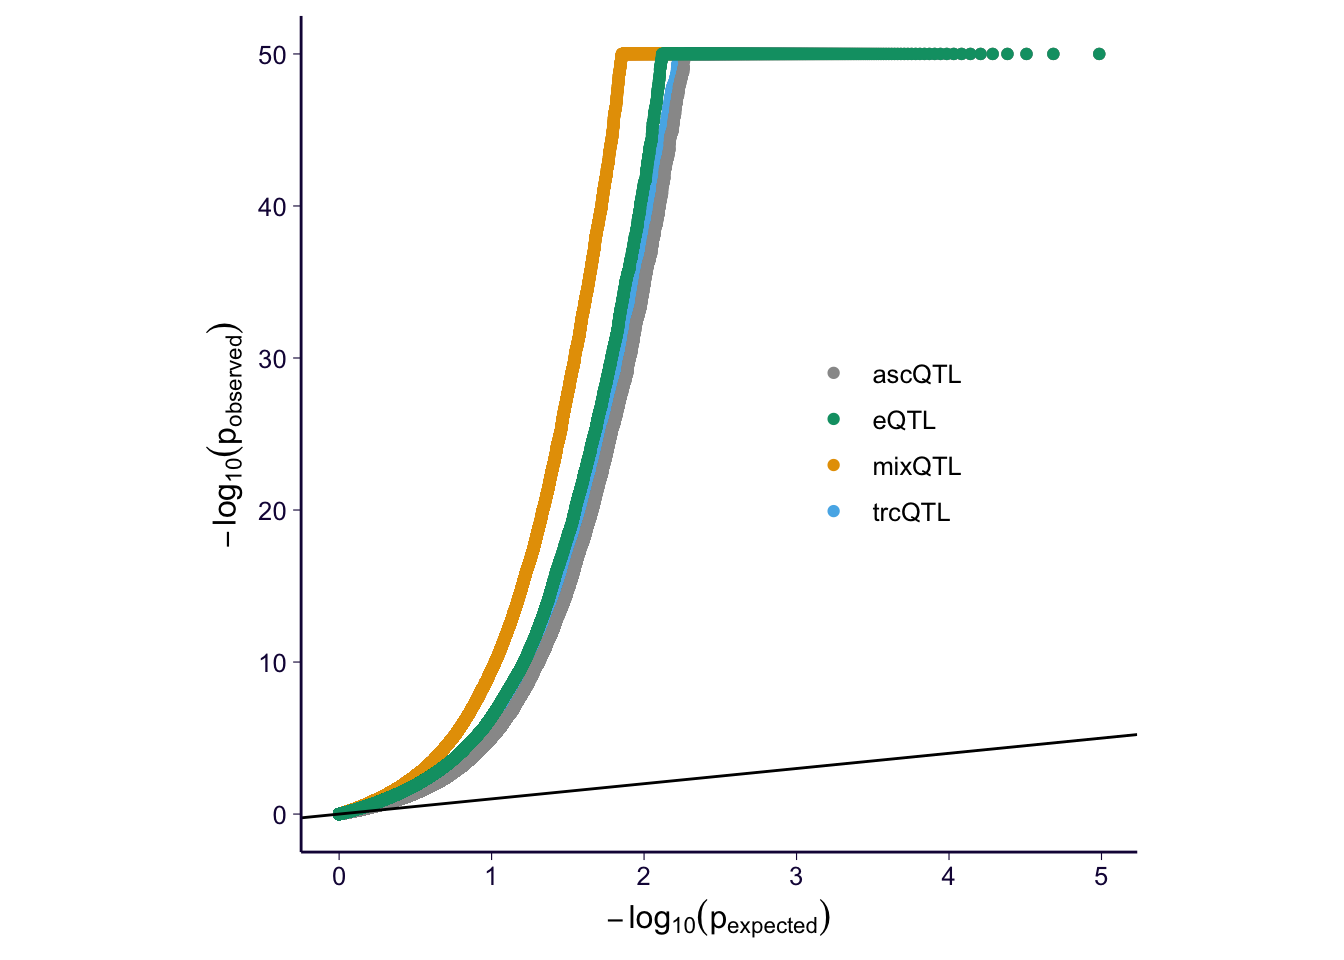 50
40
30
20
10
0
−log10(pobserved)
ascQTL
eQTL
mixQTL
trcQTL
0 1 2 3 4 5
−log10(pexpected)